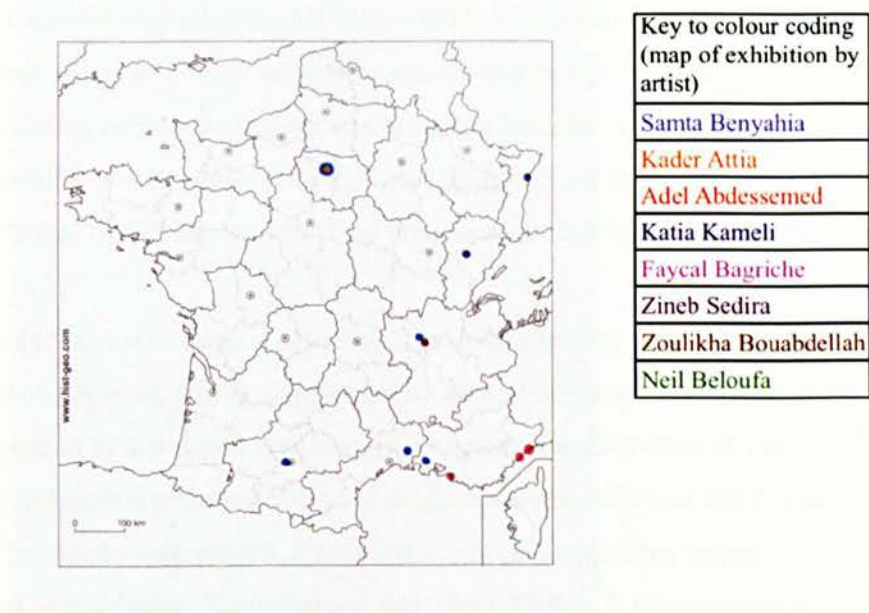 Key to colour coding
(map of exhibition by
artist)
Samta Benyahia
Kader Attia
Adel Abdessemed
Katia Kameli
Faycal Bagriche
Zineb Sedira
Zoulikha Bouabdellah
Neil Beloufa
www.hist-geo.com
0 100 km